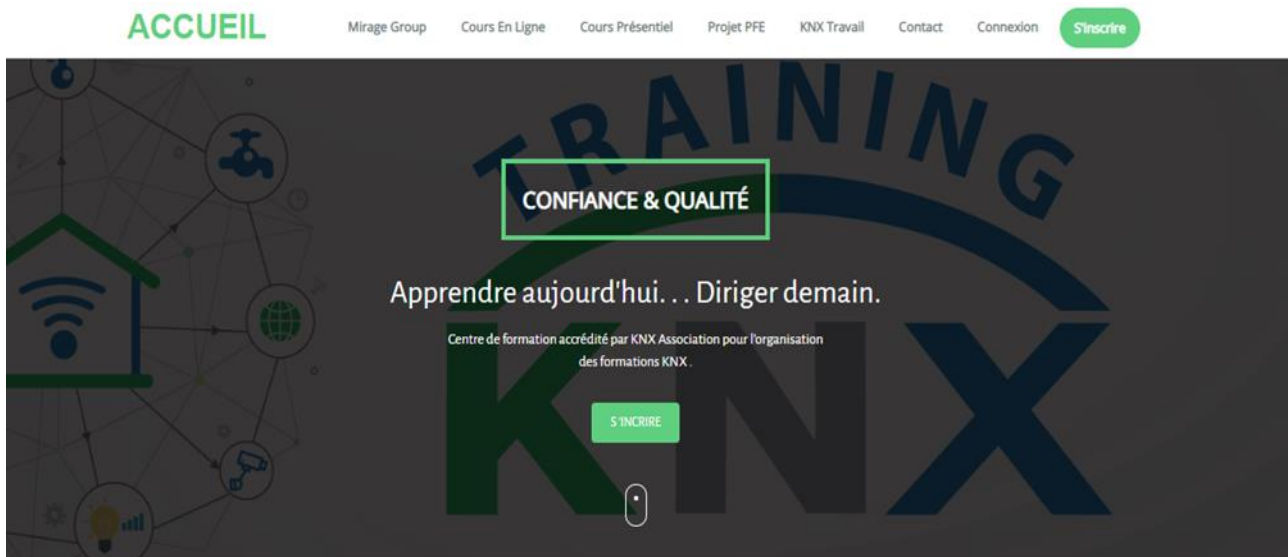 ACCUEIL Mirage Group Cours En Ligne Cours Présentiel Projet PFE KNX Travail Contact Connexion S'inscrire
TRAINING
CONFIANCE & QUALITÉ
Apprendre aujourd'hui. . . Diriger demain.
Centre de formation accrédité par KNX Association pour l'organisation
des formations KNX .
S'INCRIRE
KNX